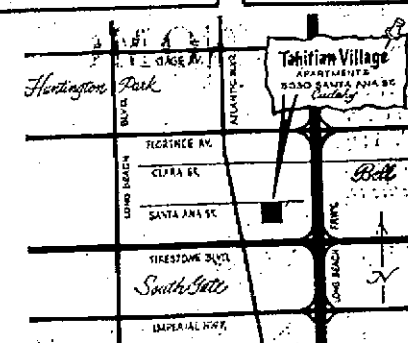 GAGE AV.
Tahitian Village
APARTMENTS
5330 SANTA ANA ST.
Cudahy
Huntington Park
BLVD.
ATLANTIC BLVD.
FLORENCE AV.
CLARA ST.
Bell
LONG BEACH
SANTA ANA ST.
FRWY.
FIRESTONE BLVD.
LONG BEACH
N
South Gate
IMPERIAL HWY.